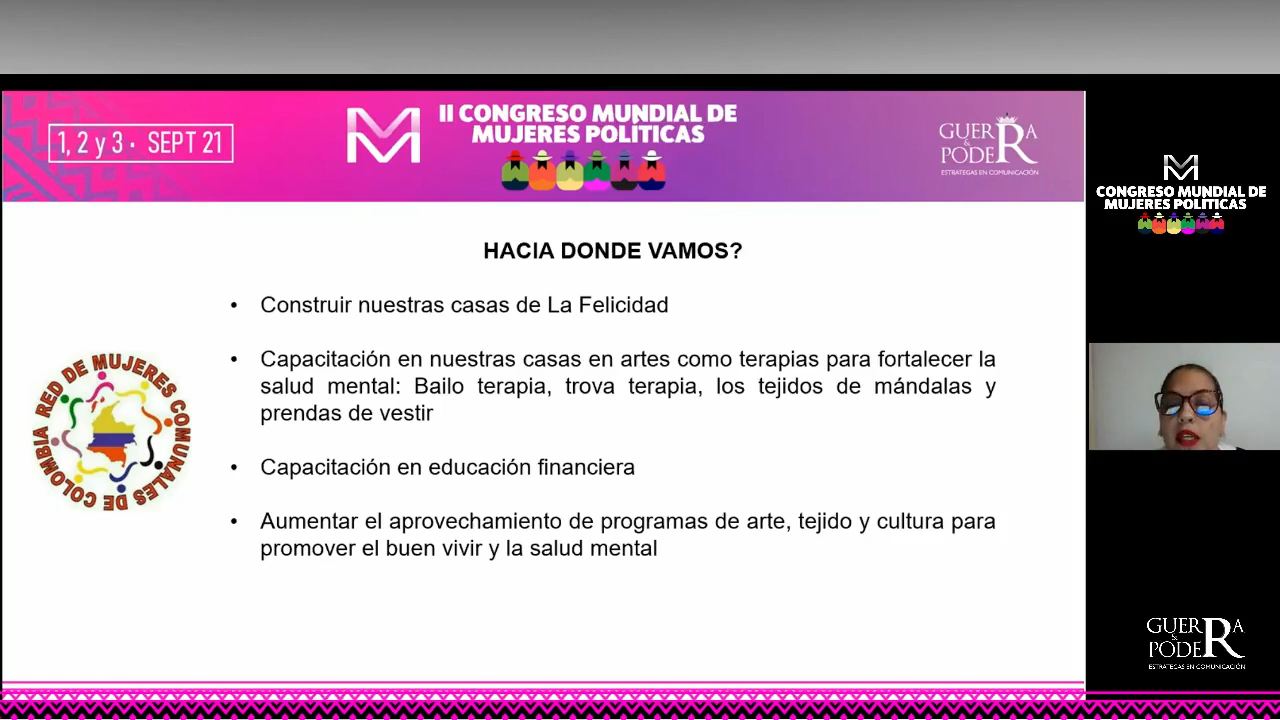 1, 2 y 3 · SEPT 21
II CONGRESO MUNDIAL DE
MUJERES POLÍTICAS
GUERRA
&
PODER
ESTRATEGAS EN COMUNICACIÓN
HACIA DONDE VAMOS?
• Construir nuestras casas de La Felicidad
• Capacitación en nuestras casas en artes como terapias para fortalecer la
salud mental: Bailo terapia, trova terapia, los tejidos de mándalas y
prendas de vestir
• Capacitación en educación financiera
• Aumentar el aprovechamiento de programas de arte, tejido y cultura para
promover el buen vivir y la salud mental
RED DE MUJERES COMUNALES DE COLOMBIA
CONGRESO MUNDIAL DE
MUJERES POLÍTICAS
GUERRA
&
PODER
ESTRATEGAS EN COMUNICACIÓN